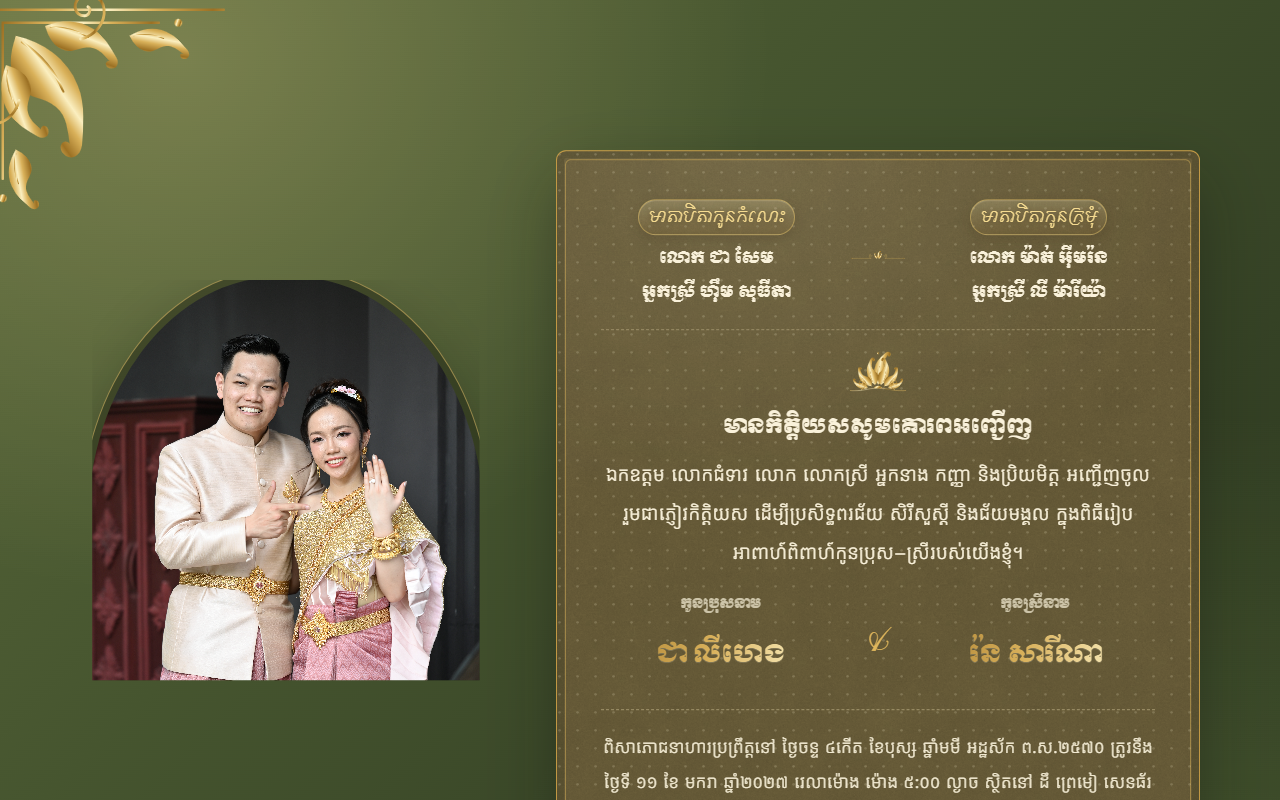 មាតាបិតាកូនកំលោះ
មាតាបិតាកូនក្រមុំ
លោក ជា សែម
លោក ម៉ាត់ អ៊ីមរ៉ន
អ្នកស្រី ហ៊ឹម សុធីតា
អ្នកស្រី លី ម៉ារីយ៉ា
មានកិត្តិយសសូមគោរពអញ្ជើញ
ឯកឧត្តម លោកជំទាវ លោក លោកស្រី អ្នកនាង កញ្ញា និងប្រិយមិត្ត អញ្ជើញចូល
រួមជាភ្ញៀវកិត្តិយស ដើម្បីប្រសិទ្ធពរជ័យ សិរីសួស្តី និងជ័យមង្គល ក្នុងពិធីរៀប
អាពាហ៍ពិពាហ៍កូនប្រុស–ស្រីរបស់យើងខ្ញុំ។
កូនប្រុសនាម
កូនស្រីនាម
ជា លីហេង
&
រ៉ន សារីណា
ពិសាភោជនាហារប្រព្រឹត្តនៅ ថ្ងៃចន្ទ ៤កើត ខែបុស្ស ឆ្នាំមមី អដ្ឋស័ក ព.ស.២៥៧០ ត្រូវនឹង
ថ្ងៃទី ១១ ខែ មករា ឆ្នាំ២០២៧ វេលាម៉ោង ម៉ោង ៥:០០ ល្ងាច ស្ថិតនៅ ដឹ ព្រេមៀ សេនធ័រ